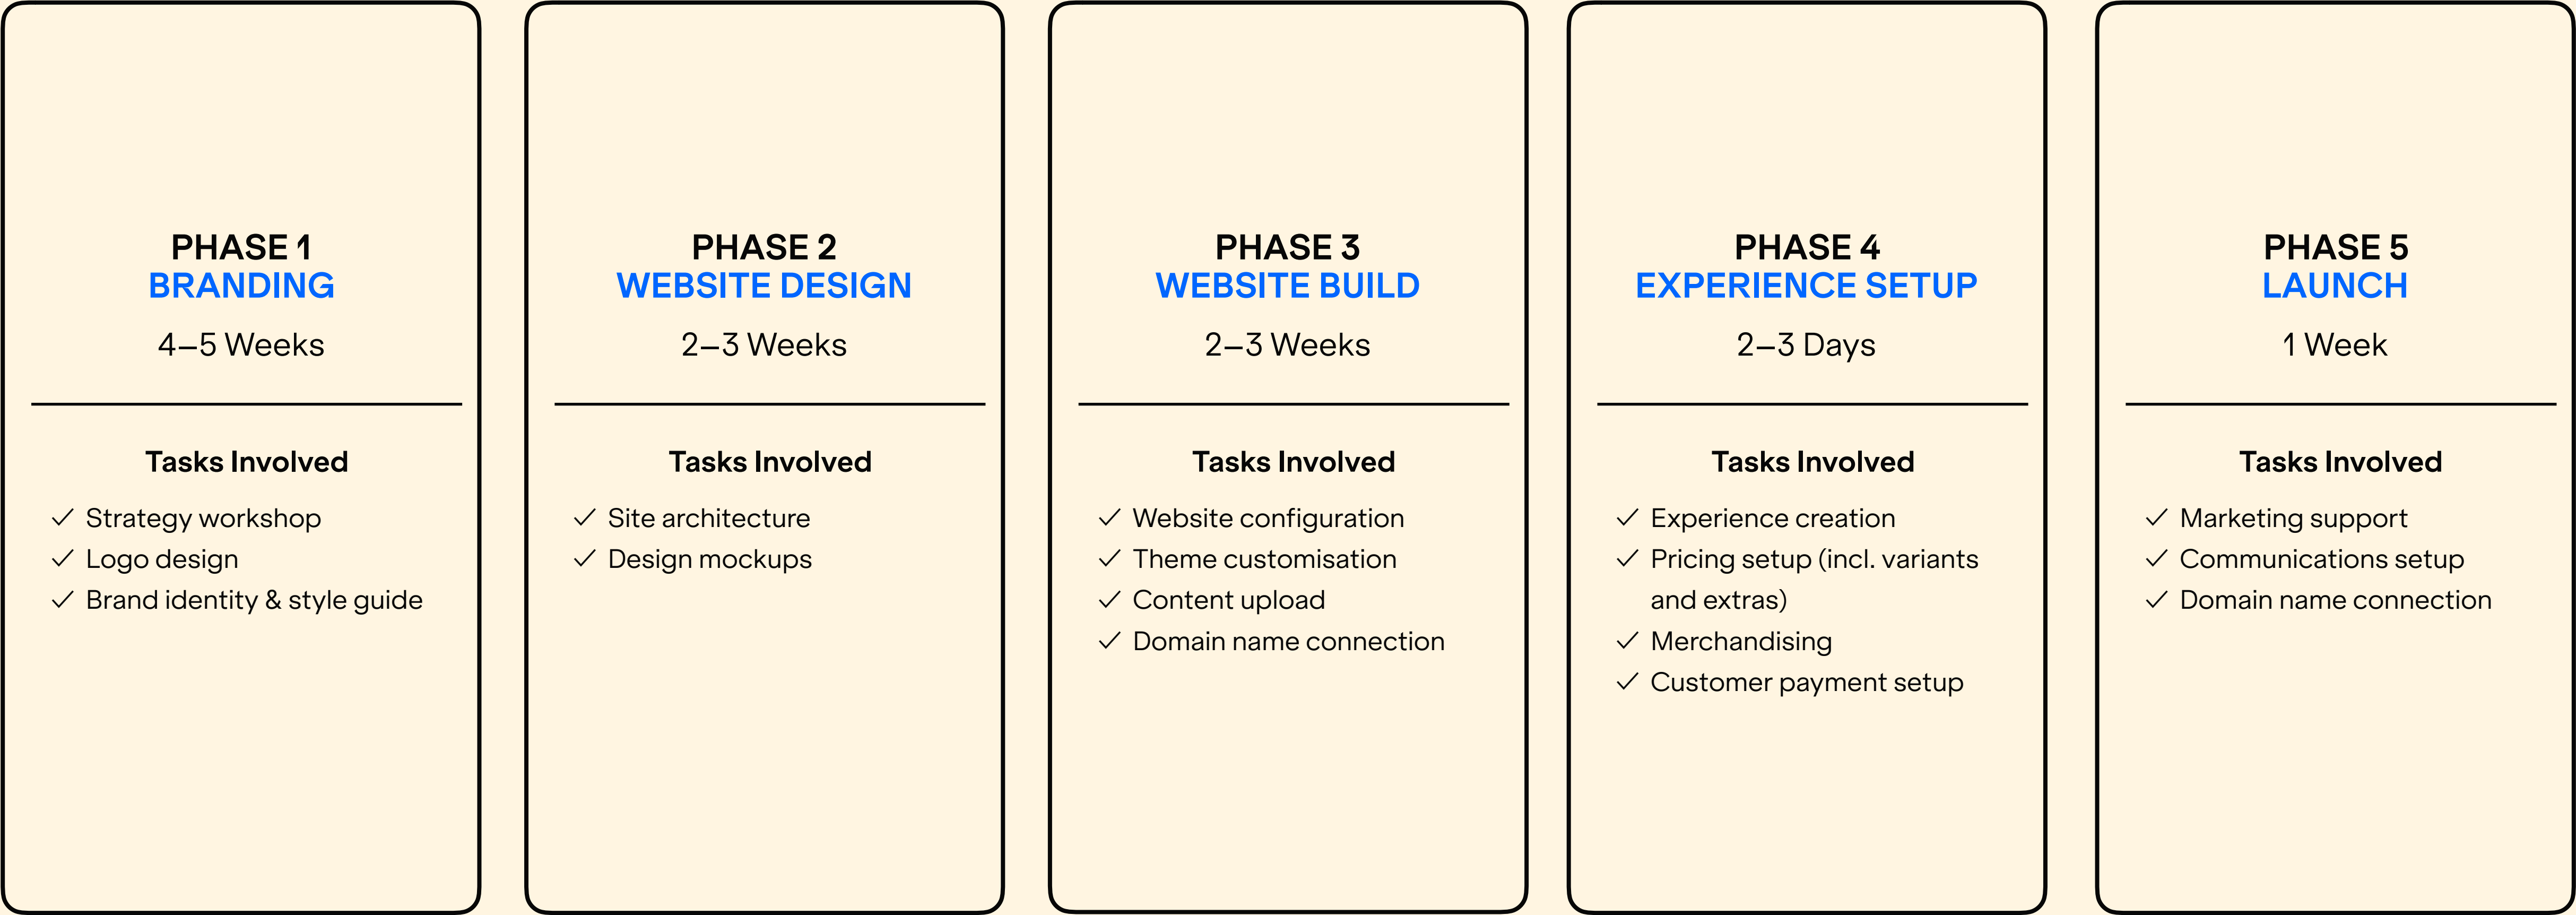 PHASE 1
BRANDING
4–5 Weeks
Tasks Involved
✓ Strategy workshop
✓ Logo design
✓ Brand identity & style guide
PHASE 2
WEBSITE DESIGN
2–3 Weeks
Tasks Involved
✓ Site architecture
✓ Design mockups
PHASE 3
WEBSITE BUILD
2–3 Weeks
Tasks Involved
✓ Website configuration
✓ Theme customisation
✓ Content upload
✓ Domain name connection
PHASE 4
EXPERIENCE SETUP
2–3 Days
Tasks Involved
✓ Experience creation
✓ Pricing setup (incl. variants
and extras)
✓ Merchandising
✓ Customer payment setup
PHASE 5
LAUNCH
1 Week
Tasks Involved
✓ Marketing support
✓ Communications setup
✓ Domain name connection